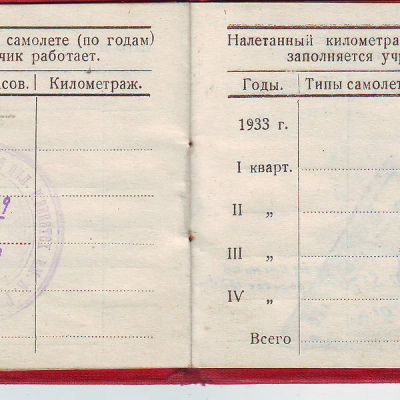 самолете (по годам)
чик работает.
сов. Километраж.
Налетанный километра
заполняется учр
Годы. Типы самолет
1933 г.
I кварт.
II „
III „
IV „
Всего